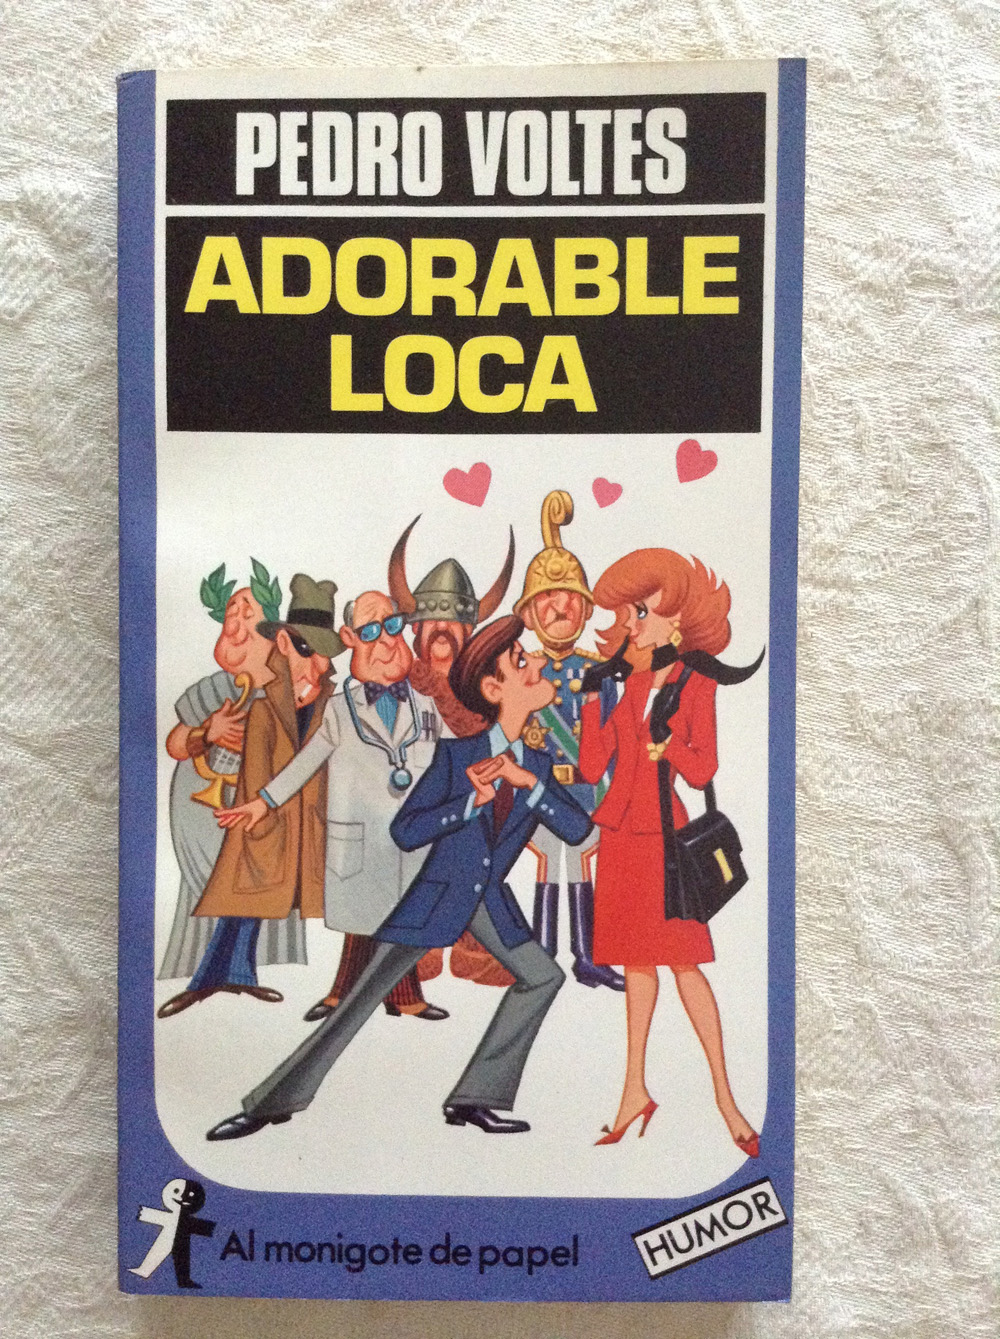 PEDRO VOLTES
ADORABLE
LOCA
Al monigote de papel
HUMOR